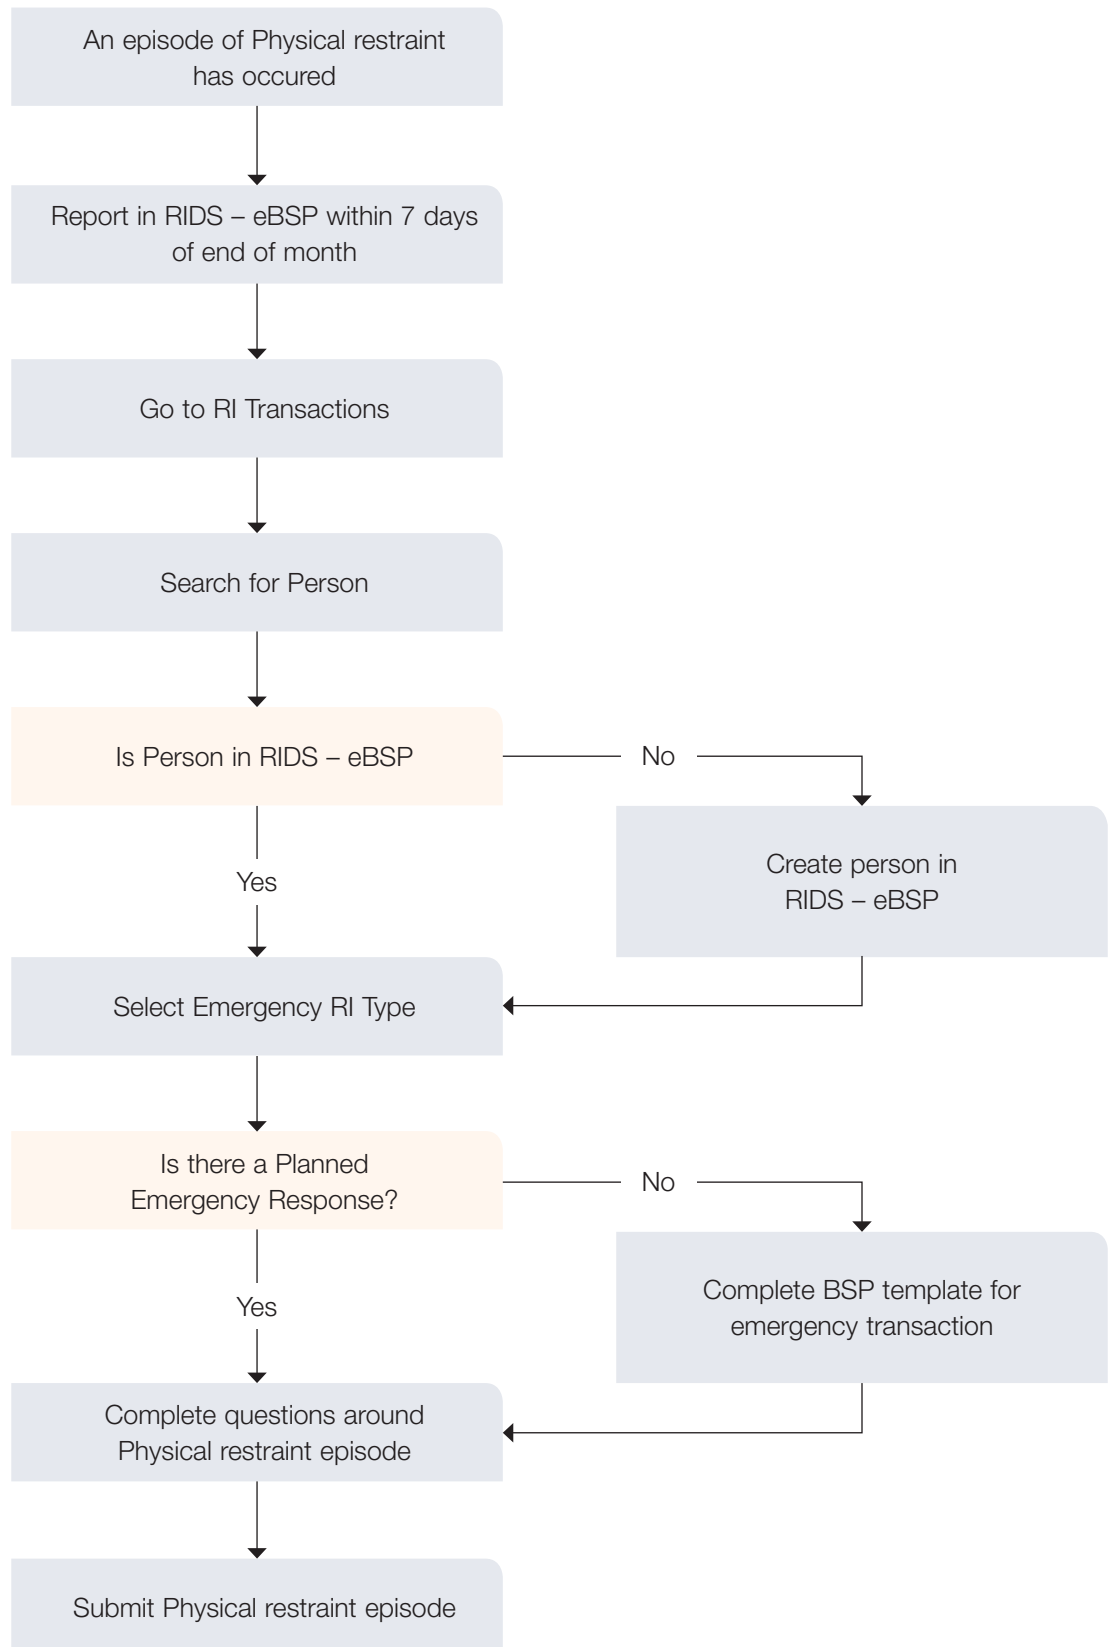 An episode of Physical restraint
has occured
Report in RIDS – eBSP within 7 days
of end of month
Go to RI Transactions
Search for Person
Is Person in RIDS – eBSP
No
Create person in
RIDS – eBSP
Yes
Select Emergency RI Type
Is there a Planned
Emergency Response?
No
Complete BSP template for
emergency transaction
Yes
Complete questions around
Physical restraint episode
Submit Physical restraint episode